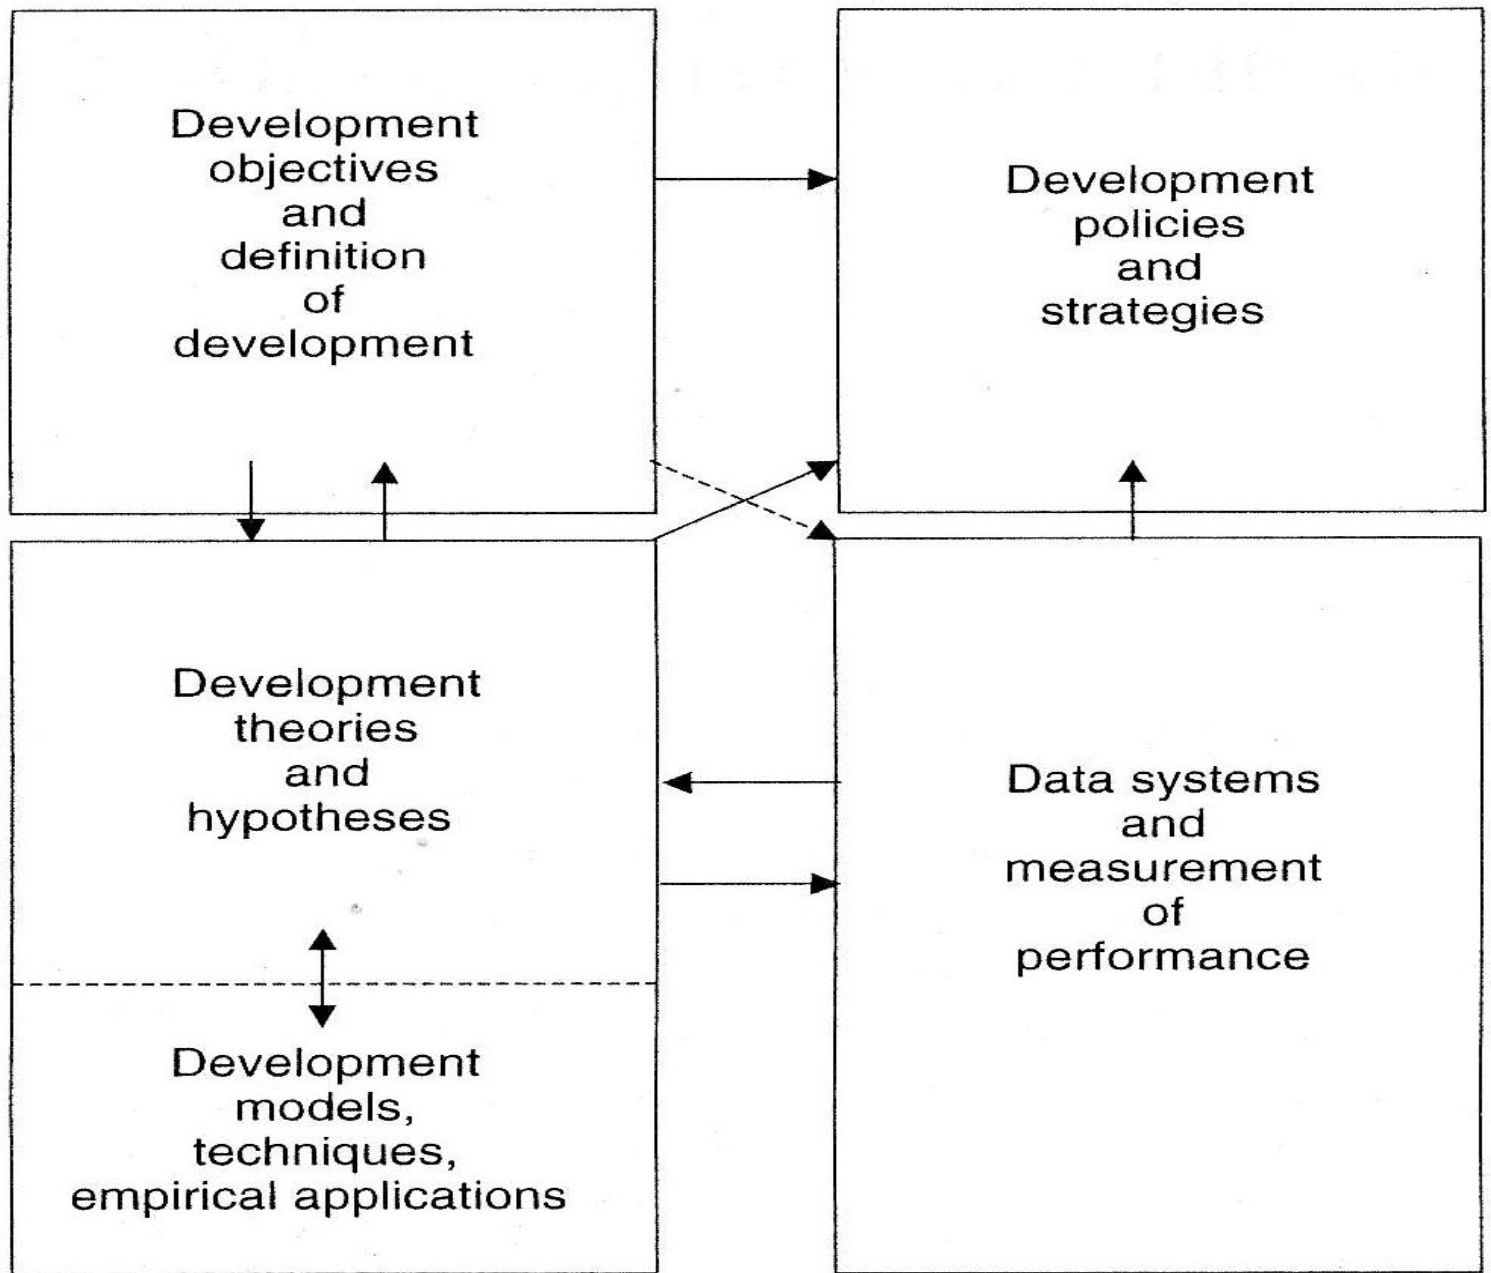 Development
objectives
and
definition
of
development
Development
policies
and
strategies
Development
theories
and
hypotheses
Data systems
and
measurement
of
performance
Development
models,
techniques,
empirical applications